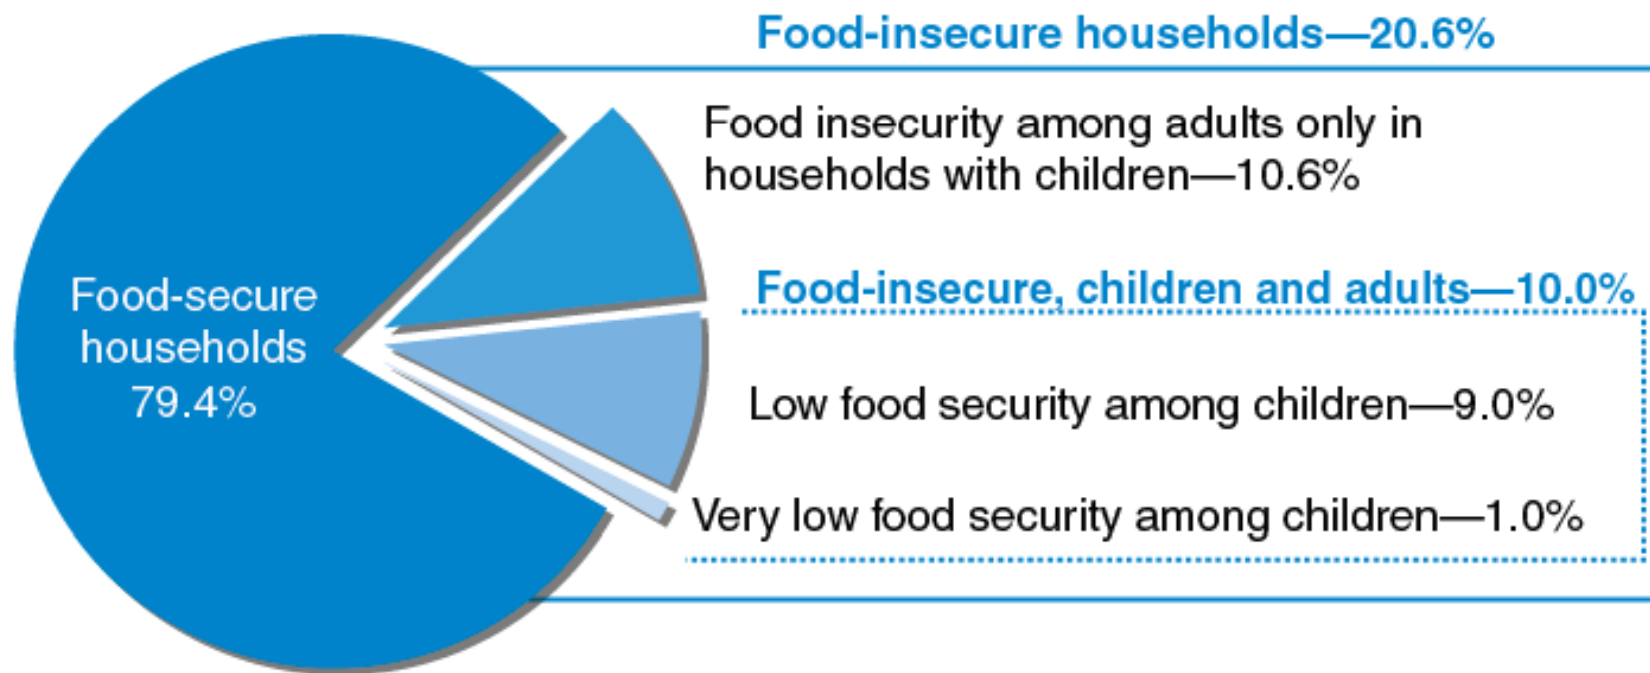 Food-insecure households—20.6%
Food insecurity among adults only in
households with children—10.6%
Food-secure
households
79.4%
Food-insecure, children and adults—10.0%
Low food security among children—9.0%
Very low food security among children—1.0%